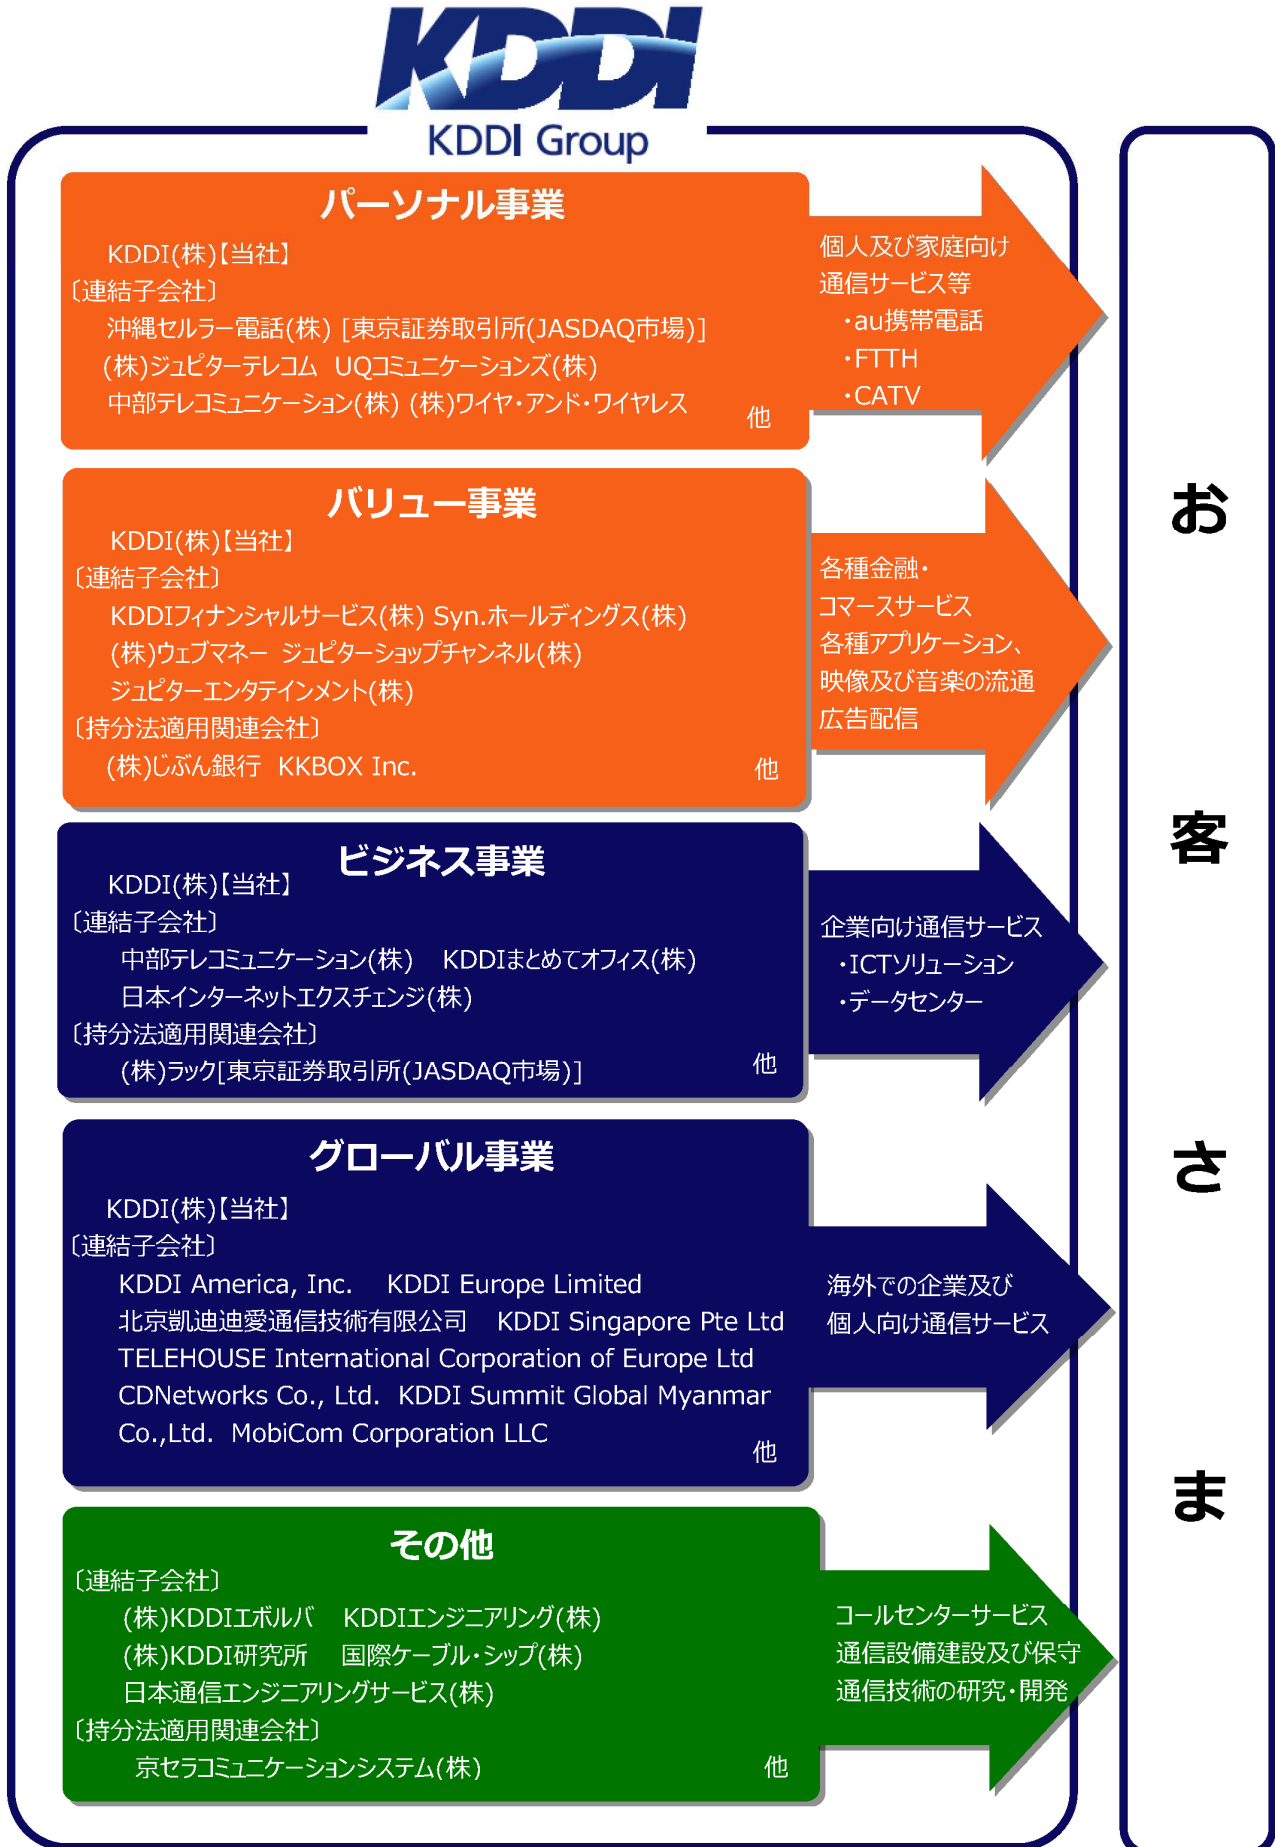 KDDI
KDDI Group
パーソナル事業
KDDI(株)【当社】
〔連結子会社〕
沖縄セルラー電話(株) [東京証券取引所(JASDAQ市場)]
(株)ジュピターテレコム UQコミュニケーションズ(株)
中部テレコミュニケーション(株) (株)ワイヤ・アンド・ワイヤレス
他
個人及び家庭向け
通信サービス等
・au携帯電話
・FTTH
・CATV
バリュー事業
KDDI(株)【当社】
〔連結子会社〕
KDDIフィナンシャルサービス(株) Syn.ホールディングス(株)
(株)ウェブマネー ジュピターショップチャンネル(株)
ジュピターエンタテインメント(株)
〔持分法適用関連会社〕
(株)じぶん銀行 KKBOX Inc.
他
各種金融・
コマースサービス
各種アプリケーション、
映像及び音楽の流通
広告配信
ビジネス事業
KDDI(株)【当社】
〔連結子会社〕
中部テレコミュニケーション(株) KDDIまとめてオフィス(株)
日本インターネットエクスチェンジ(株)
〔持分法適用関連会社〕
(株)ラック[東京証券取引所(JASDAQ市場)]
他
企業向け通信サービス
・ICTソリューション
・データセンター
グローバル事業
KDDI(株)【当社】
〔連結子会社〕
KDDI America, Inc. KDDI Europe Limited
北京凱迪迪愛通信技術有限公司 KDDI Singapore Pte Ltd
TELEHOUSE International Corporation of Europe Ltd
CDNetworks Co., Ltd. KDDI Summit Global Myanmar
Co.,Ltd. MobiCom Corporation LLC
他
海外での企業及び
個人向け通信サービス
その他
〔連結子会社〕
(株)KDDIエボルバ KDDIエンジニアリング(株)
(株)KDDI研究所 国際ケーブル・シップ(株)
日本通信エンジニアリングサービス(株)
〔持分法適用関連会社〕
京セラコミュニケーションシステム(株)
他
コールセンターサービス
通信設備建設及び保守
通信技術の研究・開発
お客さま